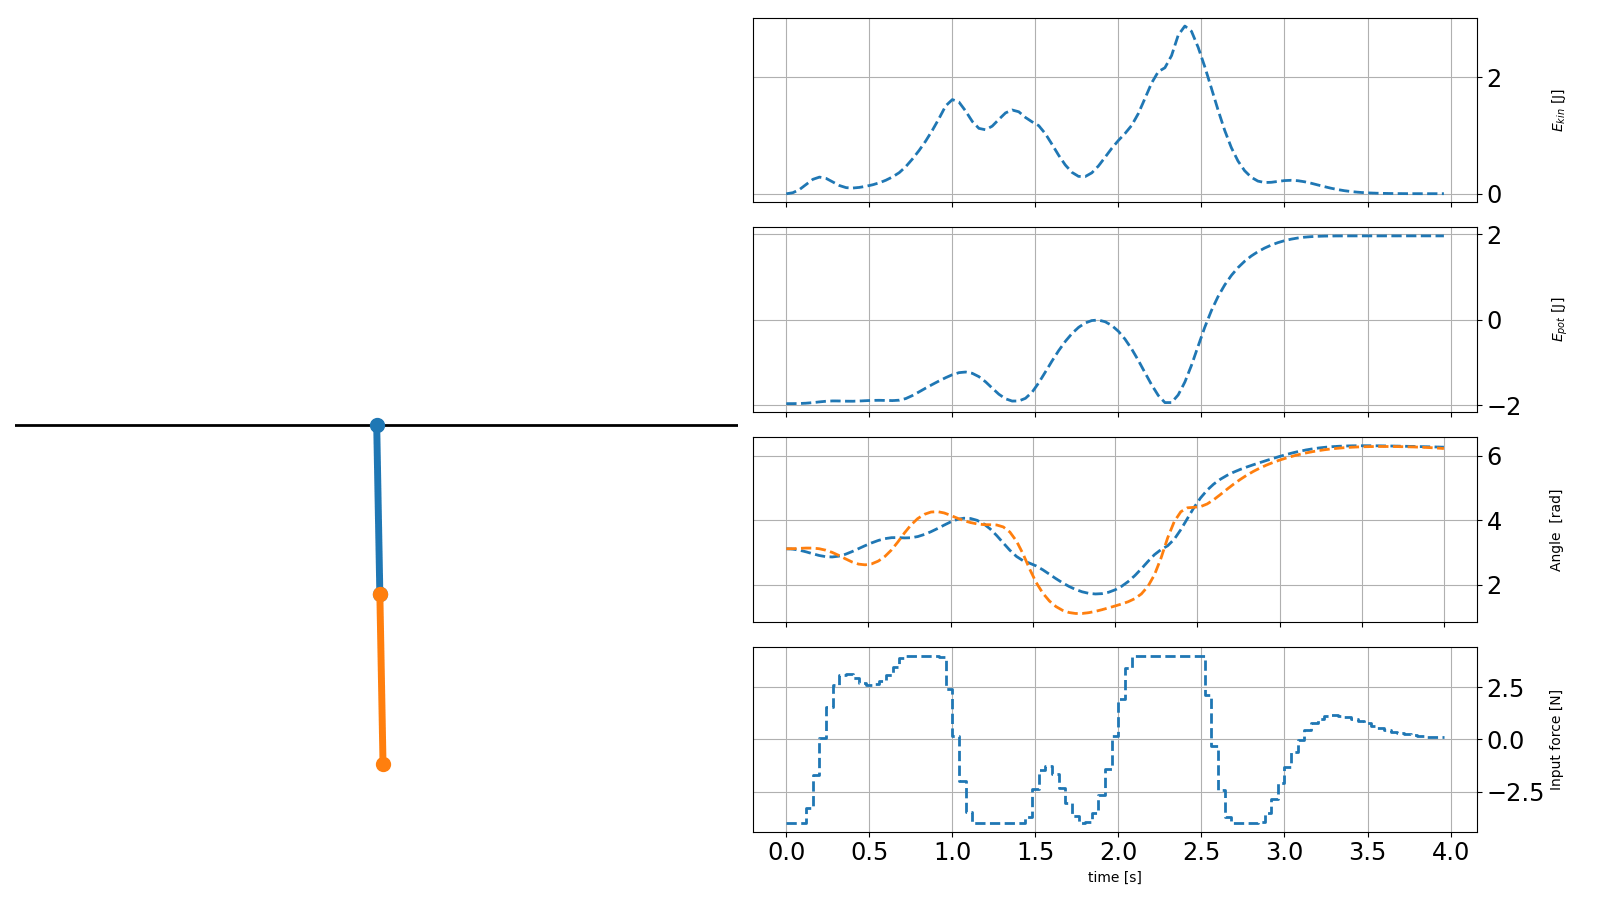 2
0
E_kin [J]
2
0
−2
E_pot [J]
6
4
2
Angle [rad]
2.5
0.0
−2.5
Input force [N]
0.0 0.5 1.0 1.5 2.0 2.5 3.0 3.5 4.0
time [s]